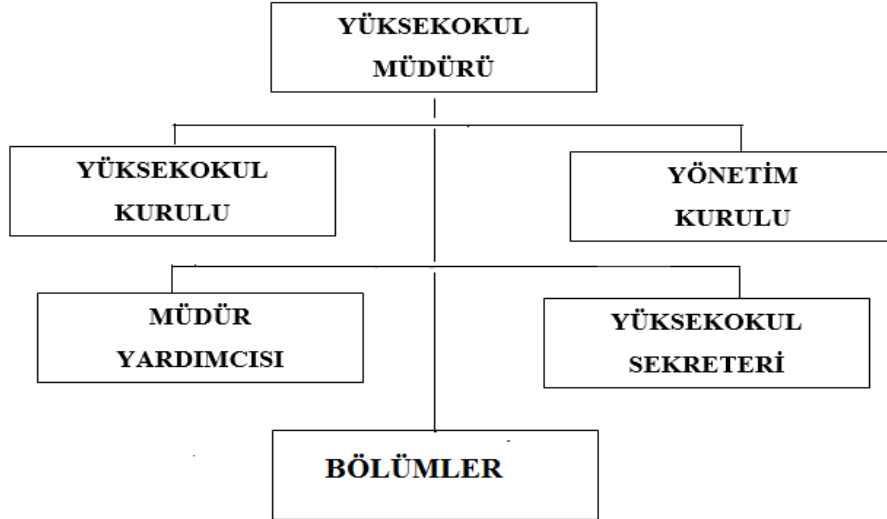 YÜKSEKOKUL
MÜDÜRÜ
YÜKSEKOKUL
KURULU
YÖNETİM
KURULU
MÜDÜR
YARDIMCISI
YÜKSEKOKUL
SEKRETERİ
BÖLÜMLER